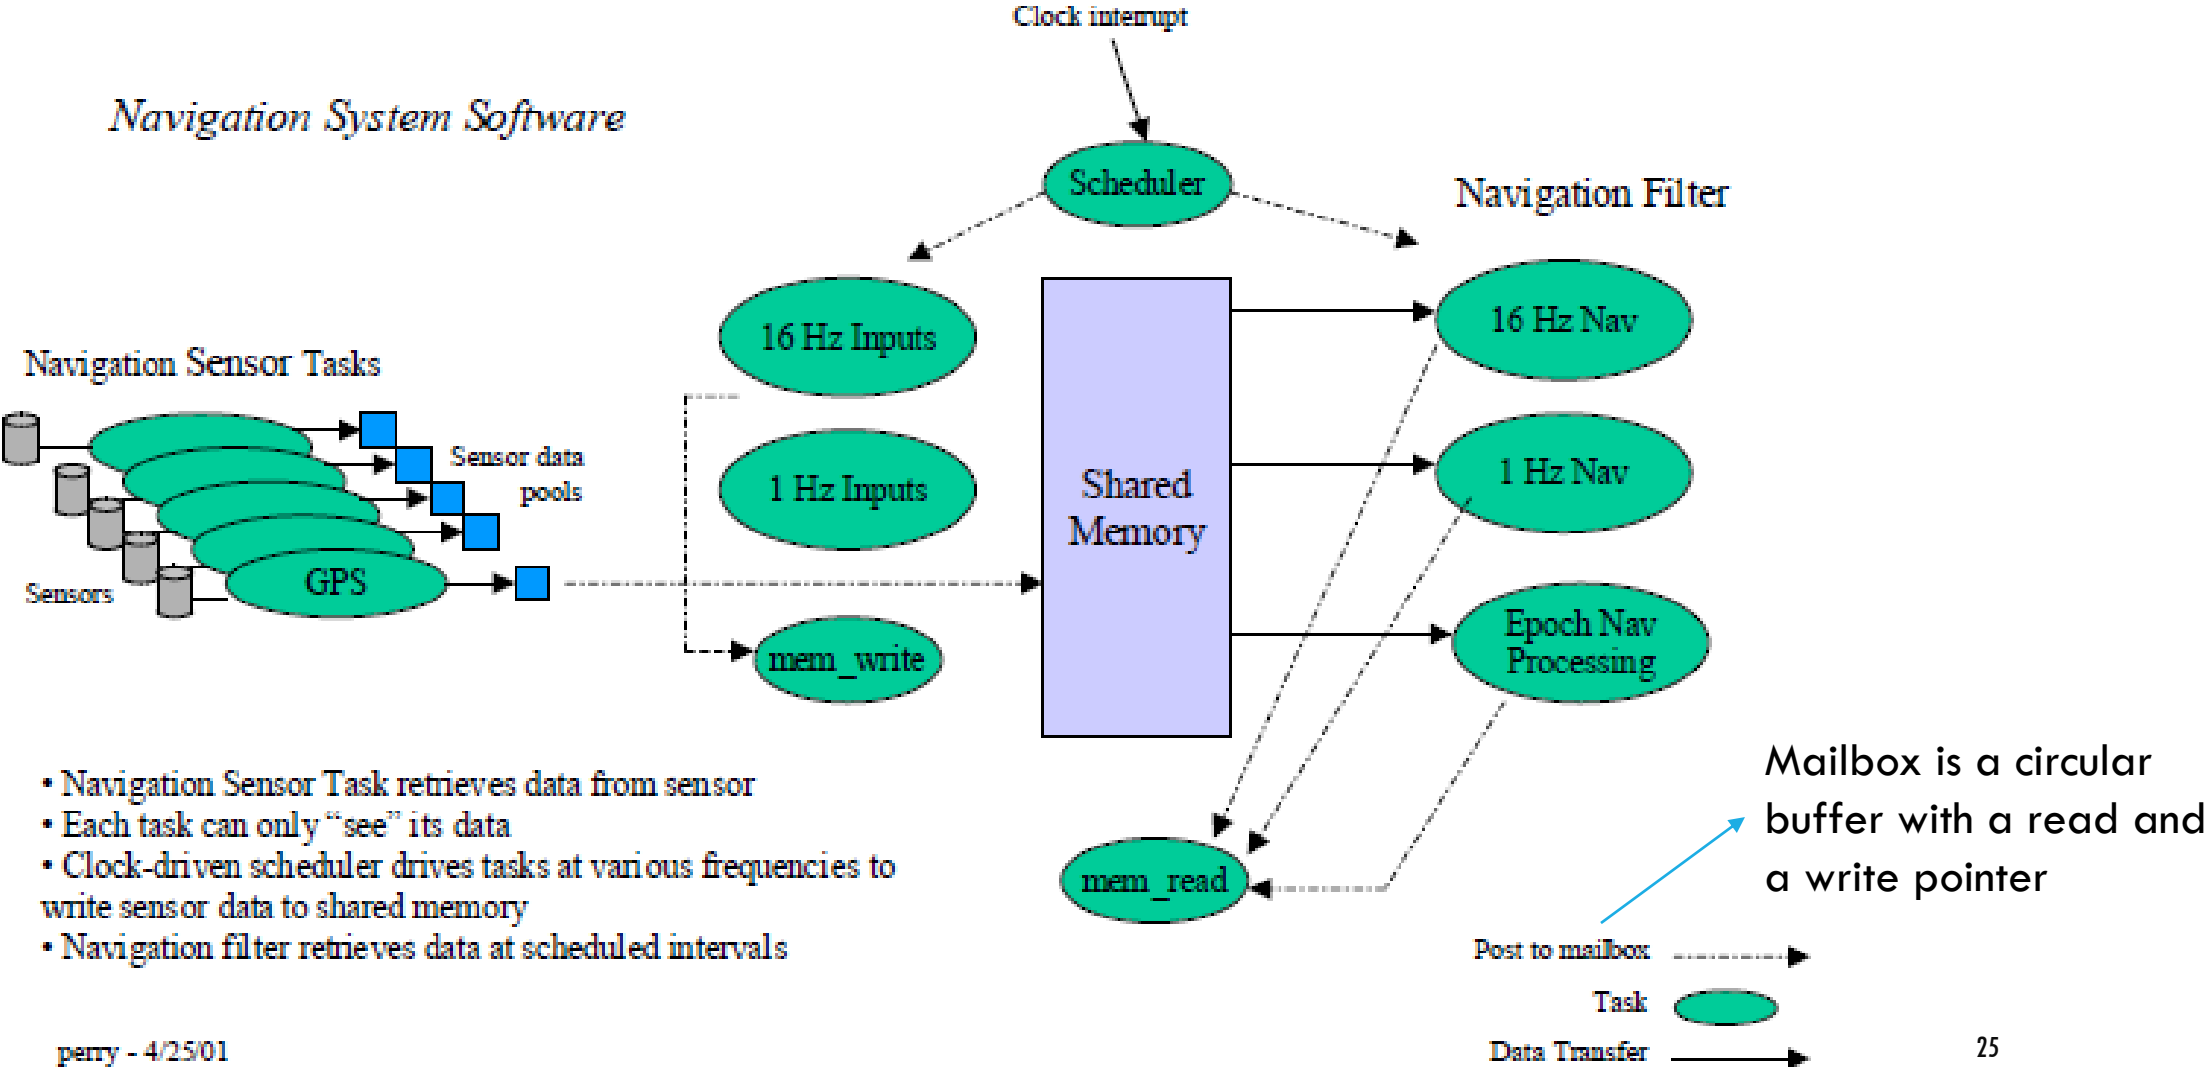 Clock interrupt
Navigation System Software
Scheduler
Navigation Filter
16 Hz Inputs
16 Hz Nav
Navigation Sensor Tasks
Sensor data
pools
1 Hz Inputs
Shared
Memory
1 Hz Nav
GPS
Sensors
mem_write
Epoch Nav
Processing
• Navigation Sensor Task retrieves data from sensor
• Each task can only “see” its data
• Clock-driven scheduler drives tasks at various frequencies to
write sensor data to shared memory
• Navigation filter retrieves data at scheduled intervals
mem_read
Mailbox is a circular
buffer with a read and
a write pointer
Post to mailbox
Task
Data Transfer
perry - 4/25/01
25